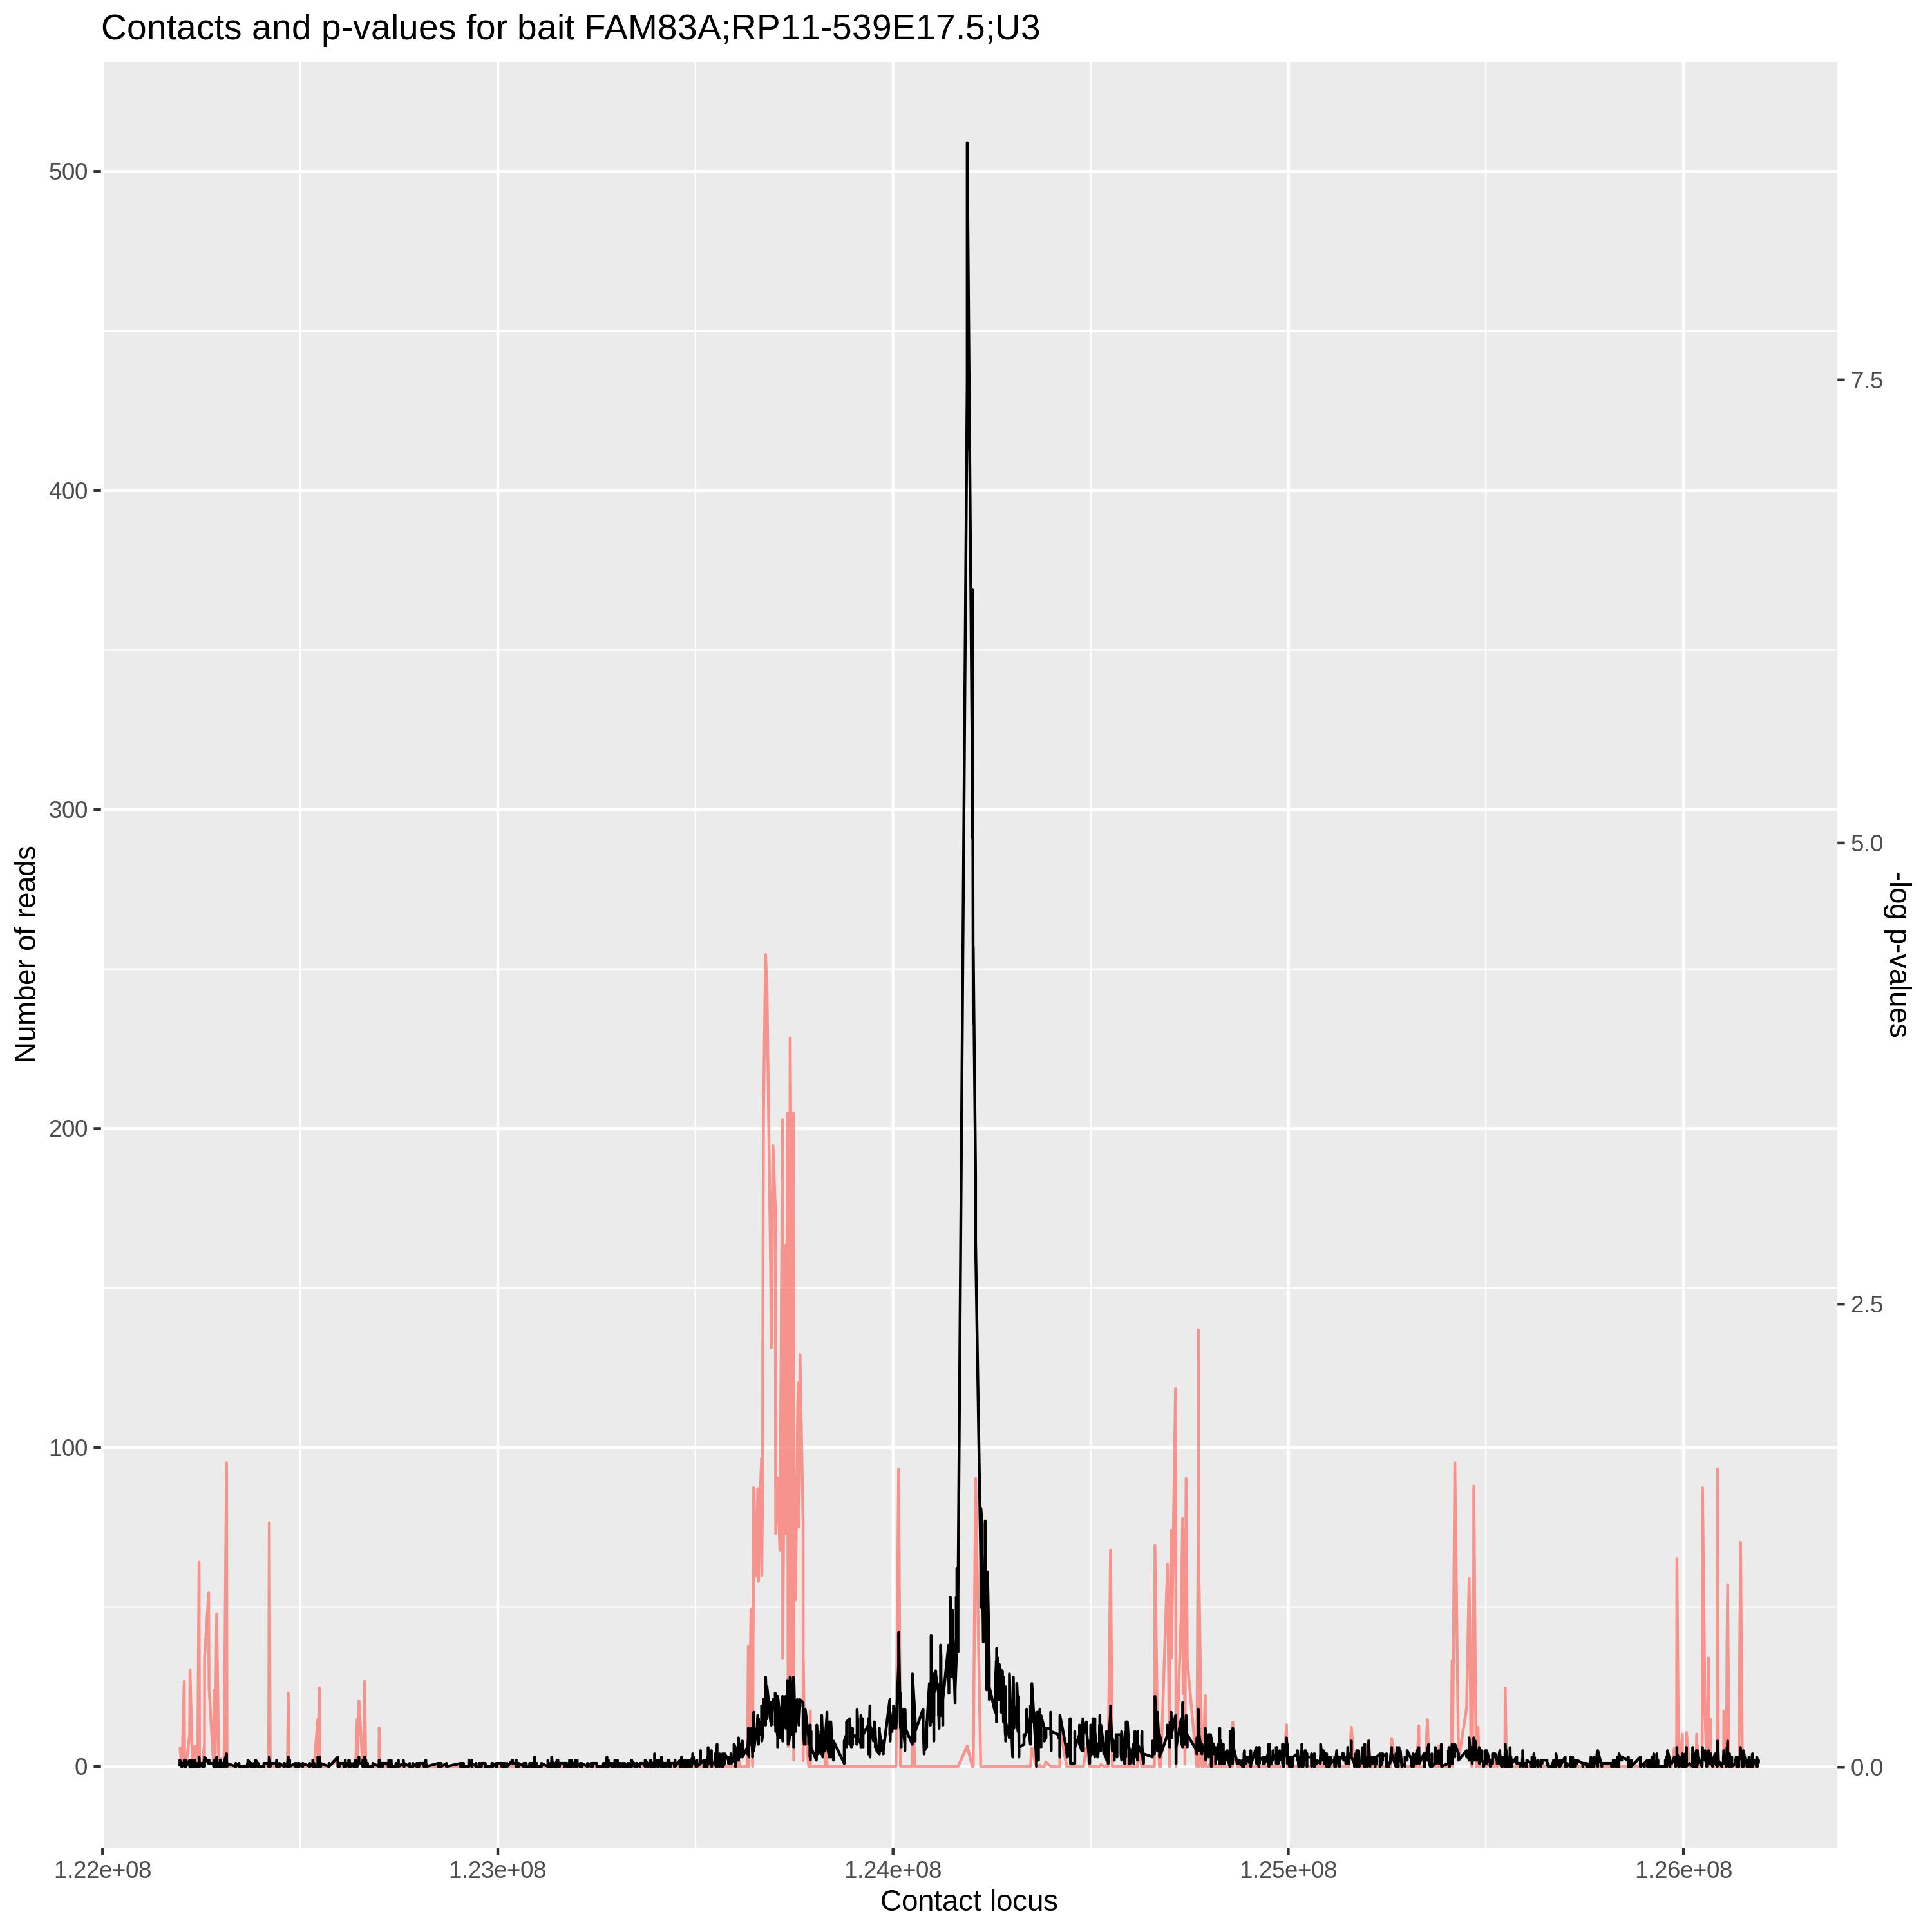 Contacts and p-values for bait FAM83A;RP11-539E17.5;U3
500
400
300
200
100
0
Number of reads
7.5
5.0
2.5
0.0
-log p-values
1.22e+08 1.23e+08 1.24e+08 1.25e+08 1.26e+08
Contact locus